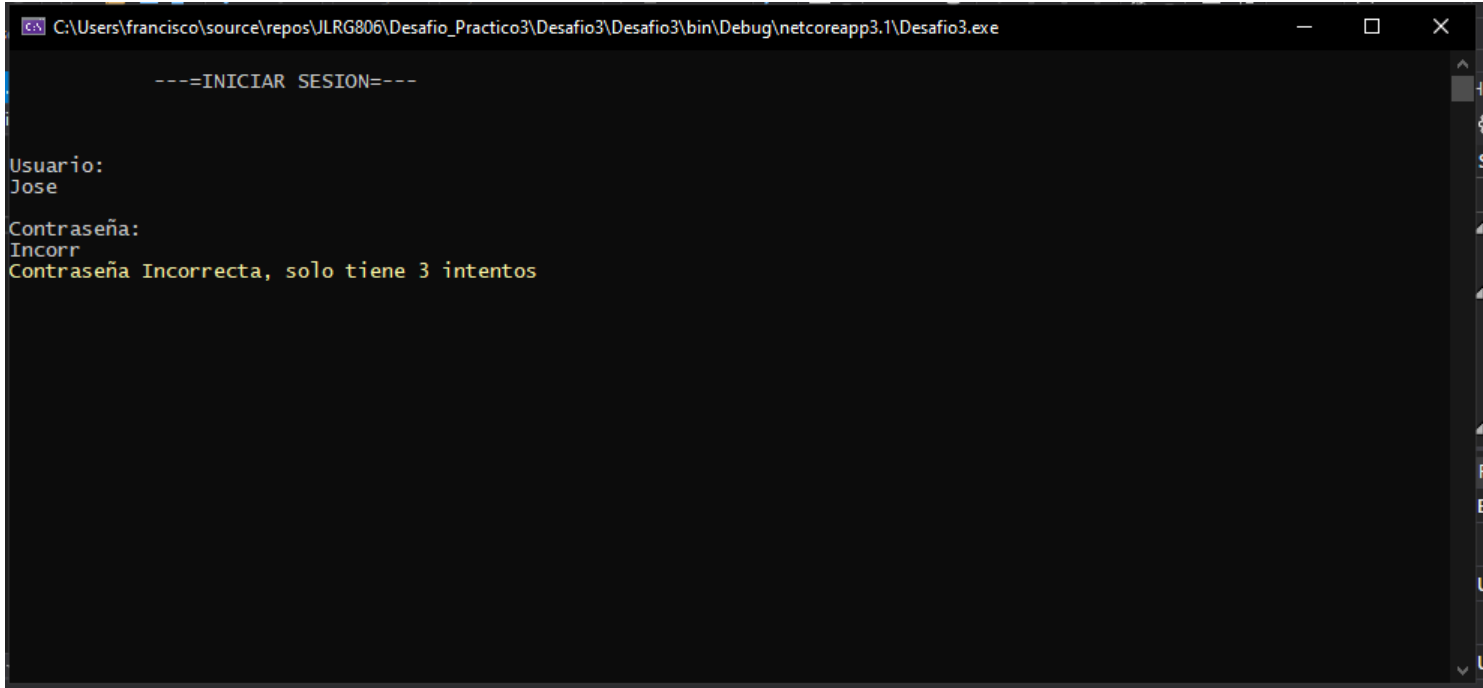 C:\Users\francisco\source\repos\JLRG806\Desafio_Practico3\Desafio3\Desafio3\bin\Debug\netcoreapp3.1\Desafio3.exe
---=INICIAR SESION=---
Usuario:
Jose
Contraseña:
Incorr
Contraseña Incorrecta, solo tiene 3 intentos